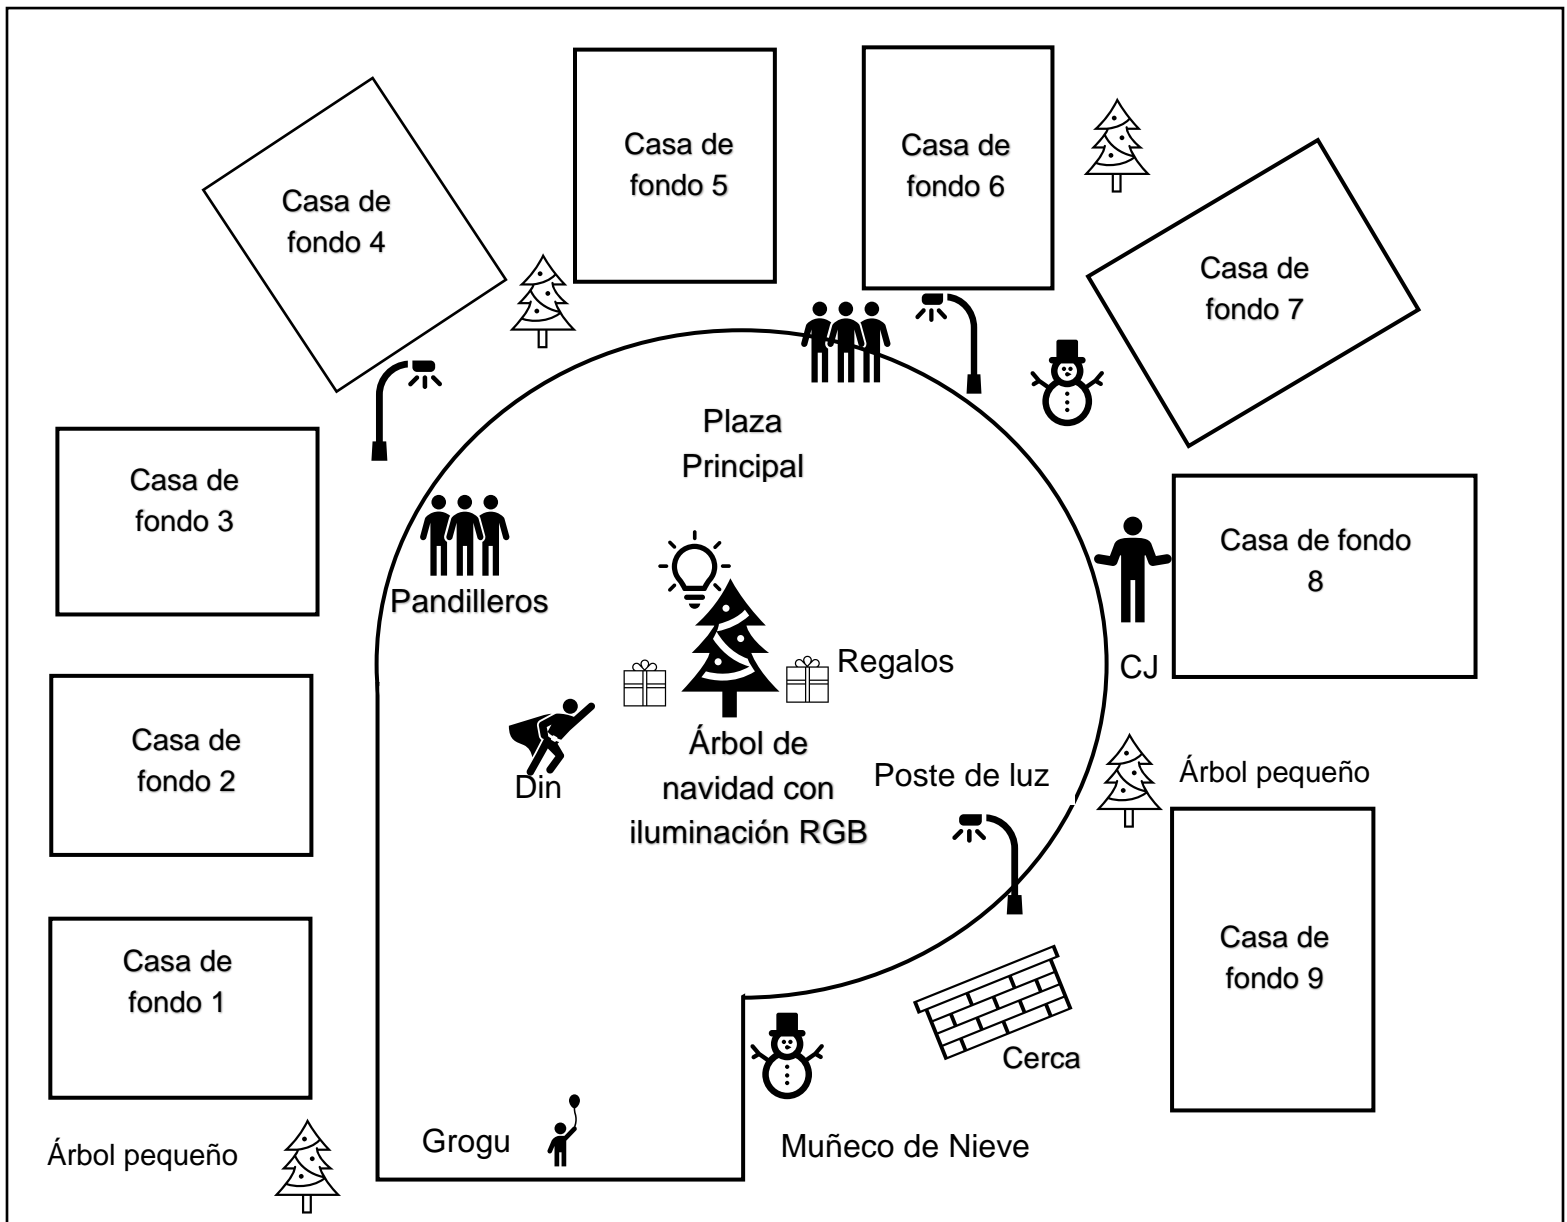 Casa de
fondo 5
Casa de
fondo 6
Casa de
fondo 4
Casa de
fondo 7
Plaza
Principal
Casa de
fondo 3
Casa de fondo
8
Pandilleros
Regalos
CJ
Casa de
fondo 2
Din
Árbol de
navidad con
iluminación RGB
Poste de luz
Árbol pequeño
Casa de
fondo 1
Casa de
fondo 9
Cerca
Grogu
Muñeco de Nieve
Árbol pequeño